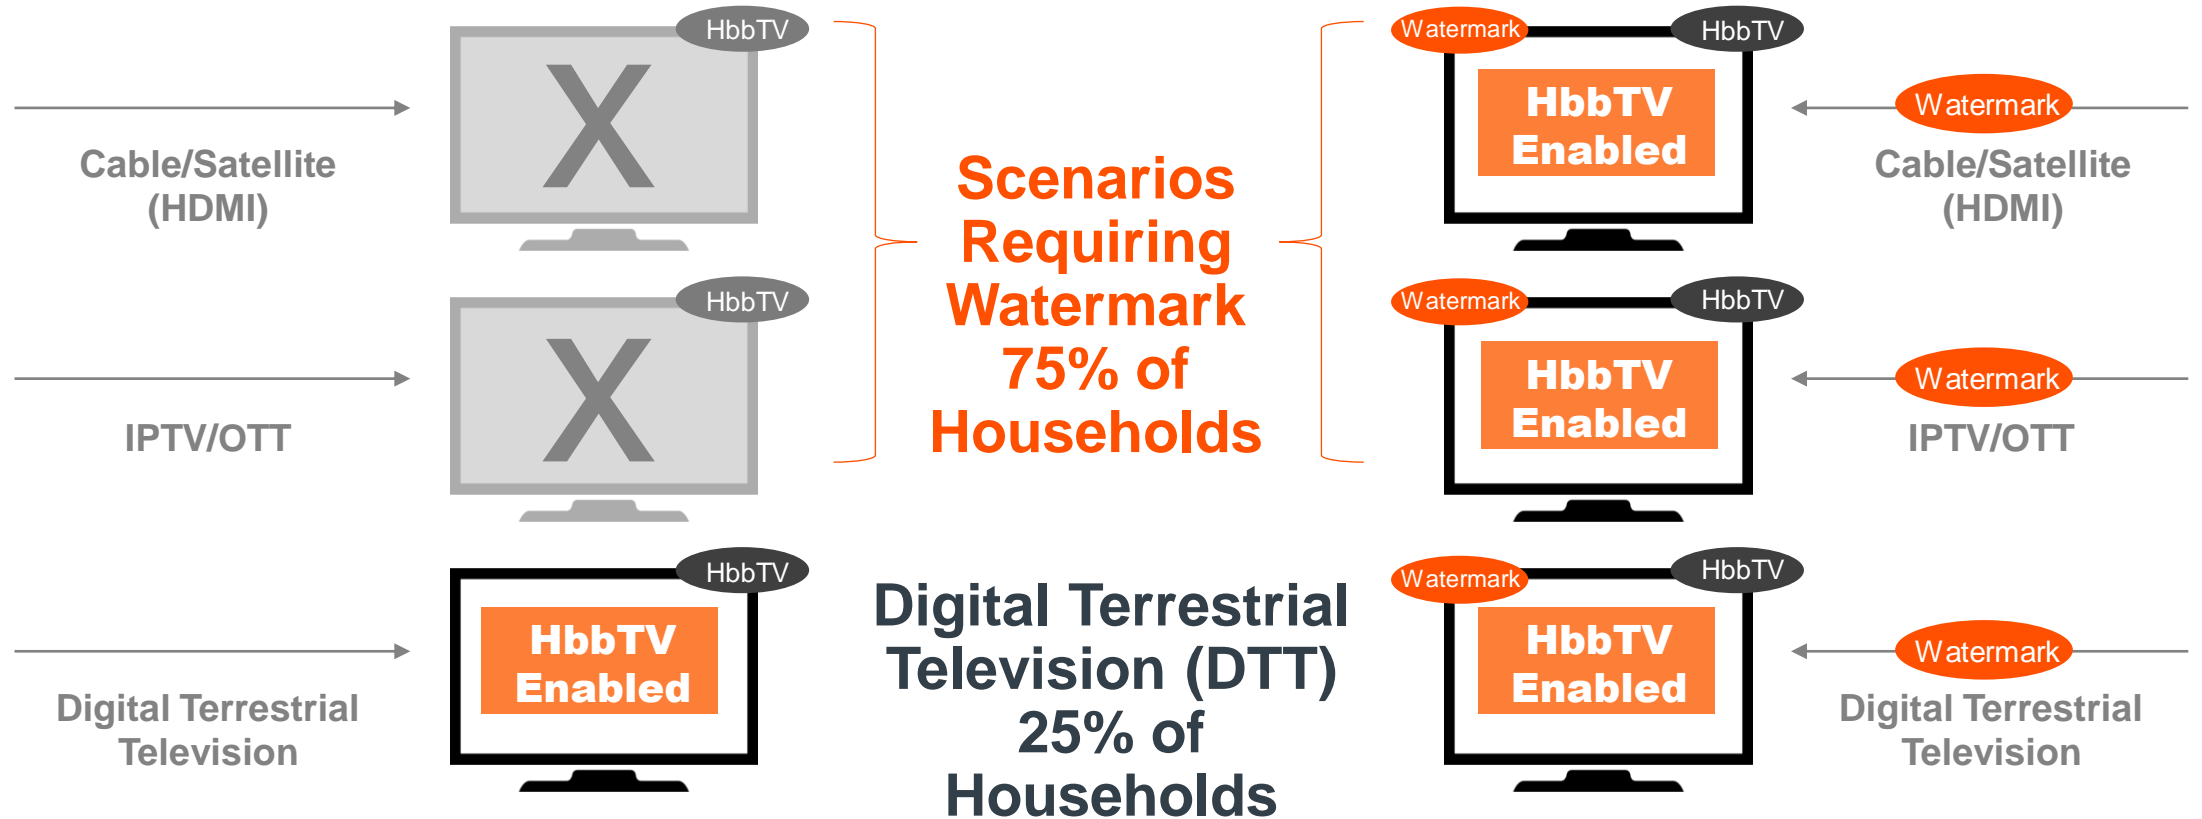 HbbTV
X
Cable/Satellite
(HDMI)
HbbTV
X
IPTV/OTT
HbbTV
HbbTV
Enabled
Digital Terrestrial
Television
Scenarios
Requiring
Watermark
75% of
Households
Digital Terrestrial
Television (DTT)
25% of
Households
Watermark
HbbTV
HbbTV
Enabled
Watermark
Cable/Satellite
(HDMI)
Watermark
HbbTV
HbbTV
Enabled
Watermark
IPTV/OTT
Watermark
HbbTV
HbbTV
Enabled
Watermark
Digital Terrestrial
Television